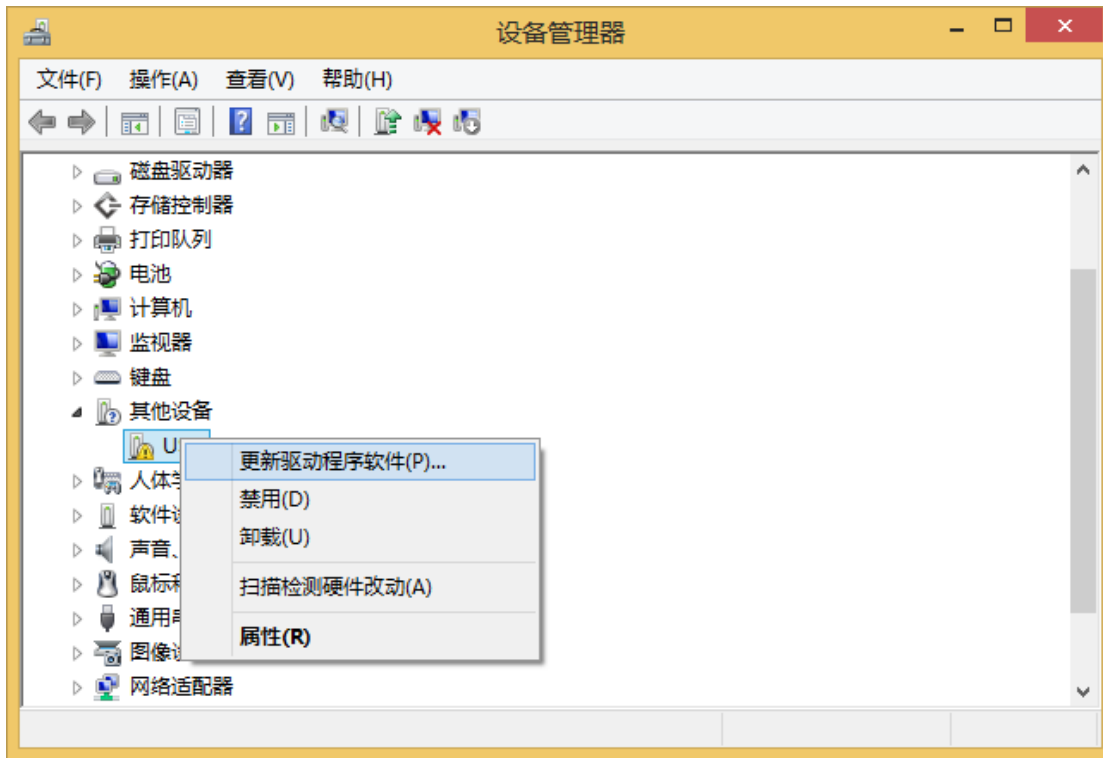 设备管理器
文件(F) 操作(A) 查看(V) 帮助(H)
磁盘驱动器
存储控制器
打印队列
电池
计算机
监视器
键盘
其他设备
U
更新驱动程序软件(P)...
人体
禁用(D)
软件
卸载(U)
声音、
鼠标
扫描检测硬件改动(A)
通用
属性(R)
图像
网络适配器